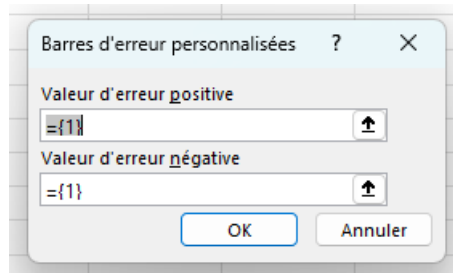 Barres d'erreur personnalisées ? ×
Valeur d'erreur positive
={1}
Valeur d'erreur négative
={1}
OK Annuler